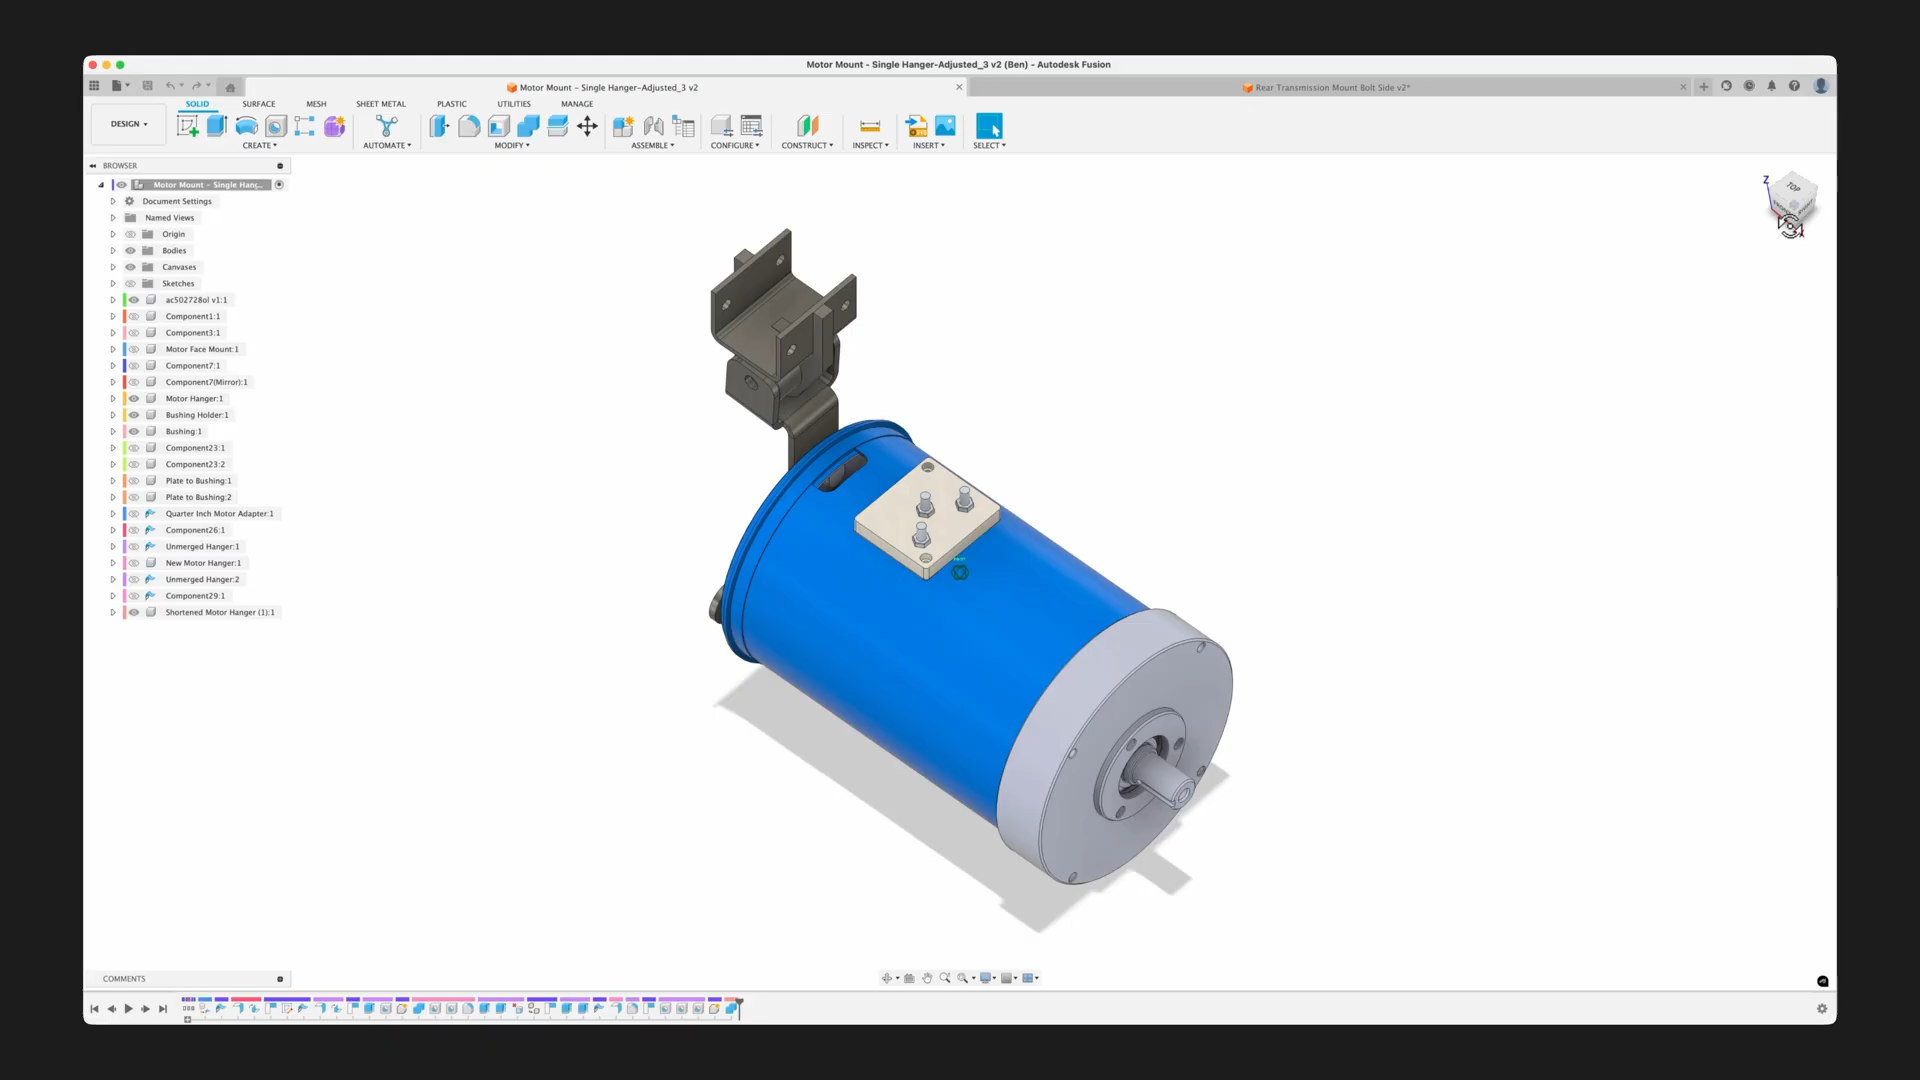 Motor Mount - Single Hanger-Adjusted_3 v2 (Ben) - Autodesk Fusion
Motor Mount - Single Hanger-Adjusted_3 v2
Rear Transmission Mount Bolt Side v2*
SOLID SURFACE MESH SHEET METAL PLASTIC UTILITIES MANAGE
DESIGN
CREATE AUTOMATE MODIFY ASSEMBLE CONFIGURE CONSTRUCT INSPECT INSERT SELECT
BROWSER
Motor Mount - Single Hang...
Document Settings
Named Views
Origin
Bodies
Canvases
Sketches
ac502728ol v1:1
Component1:1
Component3:1
Motor Face Mount:1
Component7:1
Component7(Mirror):1
Motor Hanger:1
Bushing Holder:1
Bushing:1
Component23:1
Component23:2
Plate to Bushing:1
Plate to Bushing:2
Quarter Inch Motor Adapter:1
Component26:1
Unmerged Hanger:1
New Motor Hanger:1
Unmerged Hanger:2
Component29:1
Shortened Motor Hanger (1):1
Z
TOP
X
COMMENTS